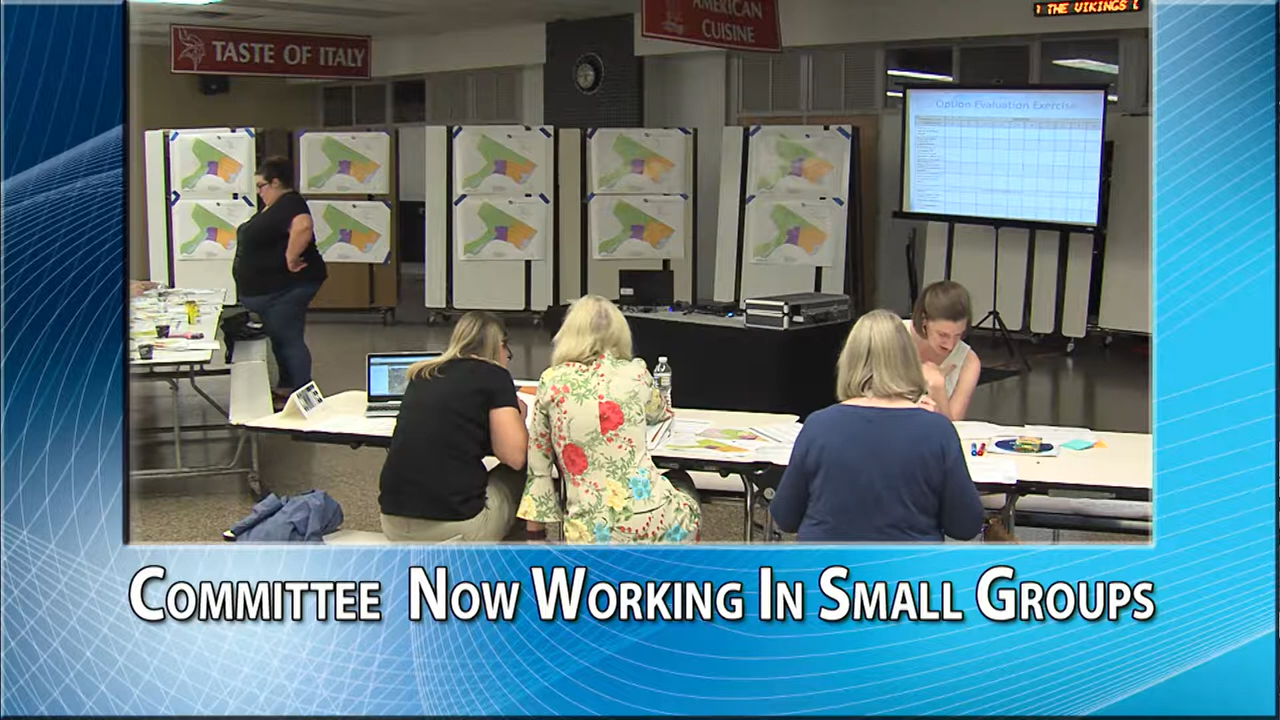 TASTE OF ITALY
AMERICAN
CUISINE
THE VIKINGS
Option Evaluation Exercise
COMMITTEE NOW WORKING IN SMALL GROUPS